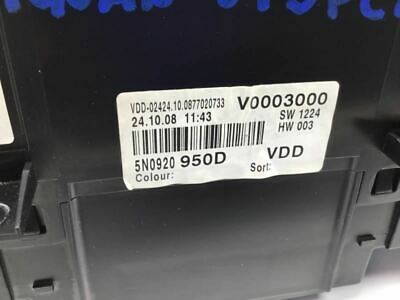 VDD-02424.10.0877020733 V0003000
24.10.08 11:43 SW 1224
HW 003
5N0920 950D VDD
Colour: Sort: